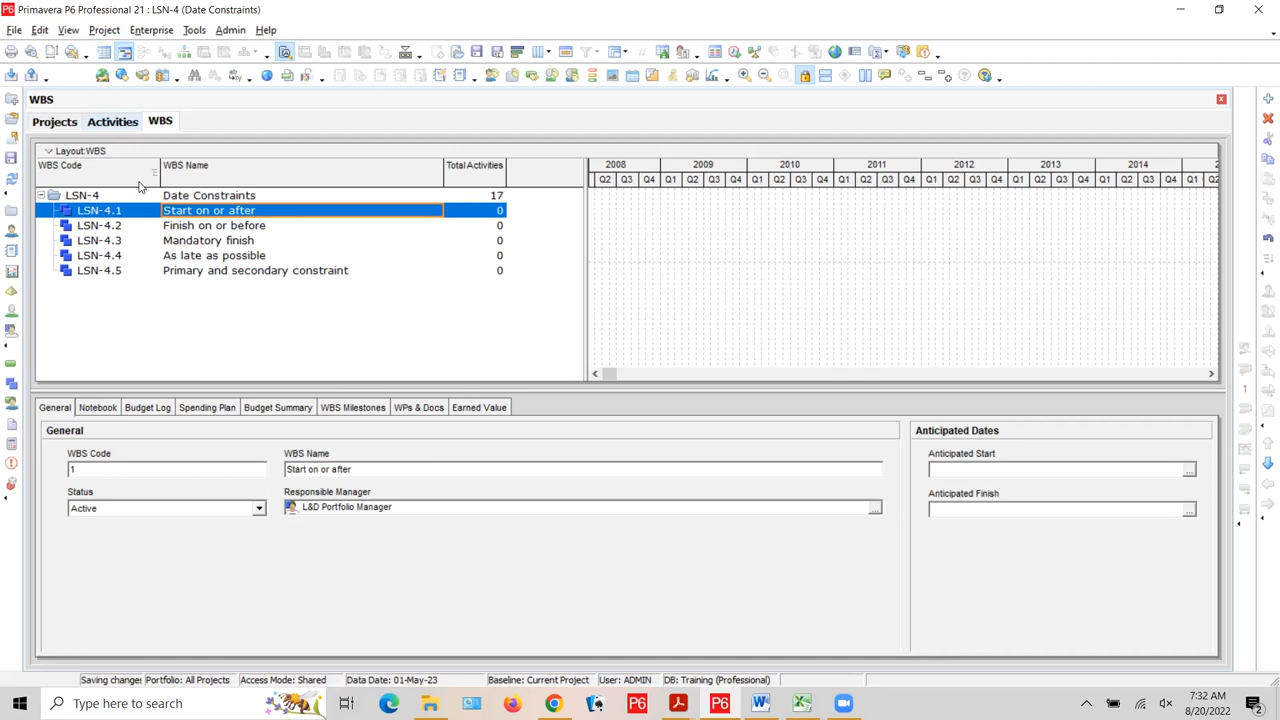 P6 Primavera P6 Professional 21 : LSN-4 (Date Constraints)
File Edit View Project Enterprise Tools Admin Help
WBS
Projects Activities WBS
Layout:WBS
WBS Code WBS Name Total Activities
2008 2009 2010 2011 2012 2013 2014 2
Q2 Q3 Q4 Q1 Q2 Q3 Q4 Q1 Q2 Q3 Q4 Q1 Q2 Q3 Q4 Q1 Q2 Q3 Q4 Q1 Q2 Q3 Q4 Q1 Q2 Q3 Q4 Q1 Q2
LSN-4 Date Constraints 17
LSN-4.1 Start on or after 0
LSN-4.2 Finish on or before 0
LSN-4.3 Mandatory finish 0
LSN-4.4 As late as possible 0
LSN-4.5 Primary and secondary constraint 0
General Notebook Budget Log Spending Plan Budget Summary WBS Milestones WPs & Docs Earned Value
General Anticipated Dates
WBS Code WBS Name Anticipated Start
1 Start on or after ...
Status Responsible Manager Anticipated Finish
Active L&D Portfolio Manager ... ...
Saving changes Portfolio: All Projects Access Mode: Shared Data Date: 01-May-23 Baseline: Current Project User: ADMIN DB: Training (Professional)
Type here to search P6 P6 7:32 AM
8/20/2022 2